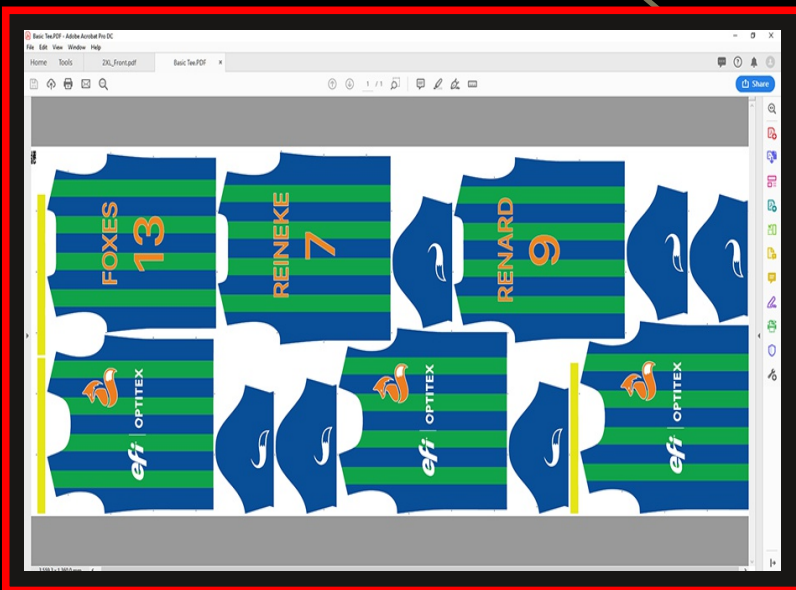 Basic Tee.PDF - Adobe Acrobat Pro DC
File Edit View Window Help
Home Tools 2XL_Front.pdf Basic Tee.PDF ×
1 / 1
Share
FOXES
13
REINEKE
7
RENARD
9
efi | OPTITEX
efi | OPTITEX
efi | OPTITEX